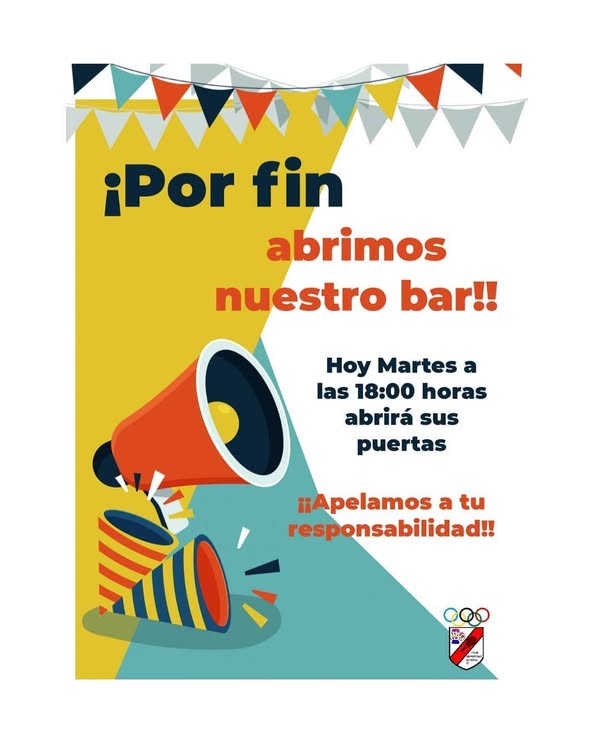 ¡Por fin
abrimos
nuestro bar!!
Hoy Martes a
las 18:00 horas
abrirá sus
puertas
¡¡Apelamos a tu
responsabilidad!!